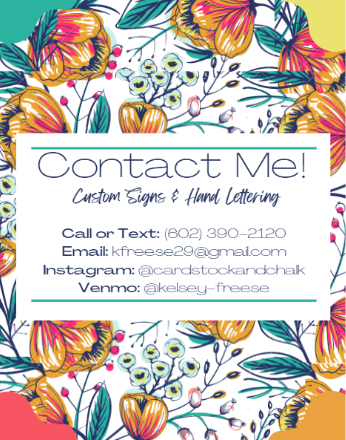 Contact Me!
Custom Signs & Hand Lettering
Call or Text: (602) 390-2120
Email: kfreese29@gmail.com
Instagram: @cardstockandchalk
Venmo: @kelsey-freese